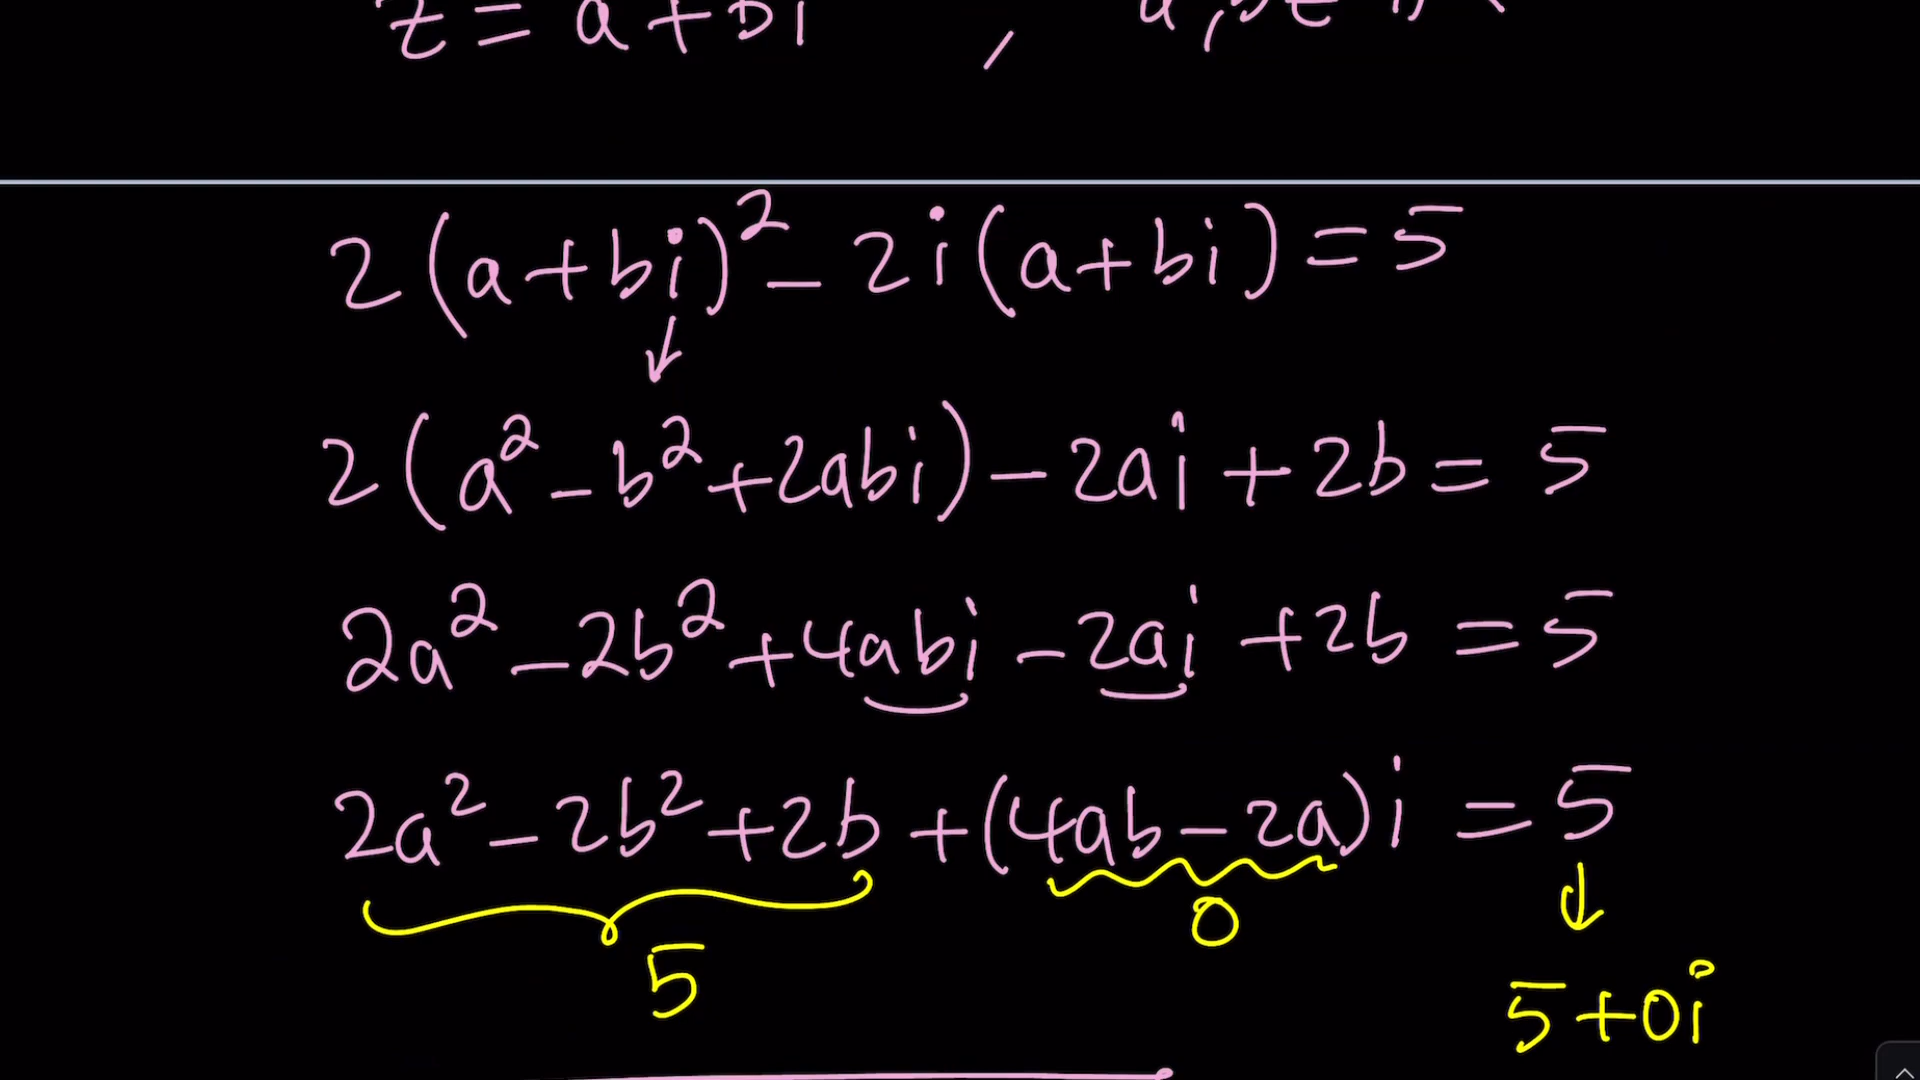 z = a + bi , a, b ∈ R
2(a+bi)² - 2i(a+bi) = 5
↓
2(a² - b² + 2abi) - 2ai + 2b = 5
2a² - 2b² + 4abi - 2ai + 2b = 5
2a² - 2b² + 2b + (4ab - 2a)i = 5
5 0 ↓
5+0i